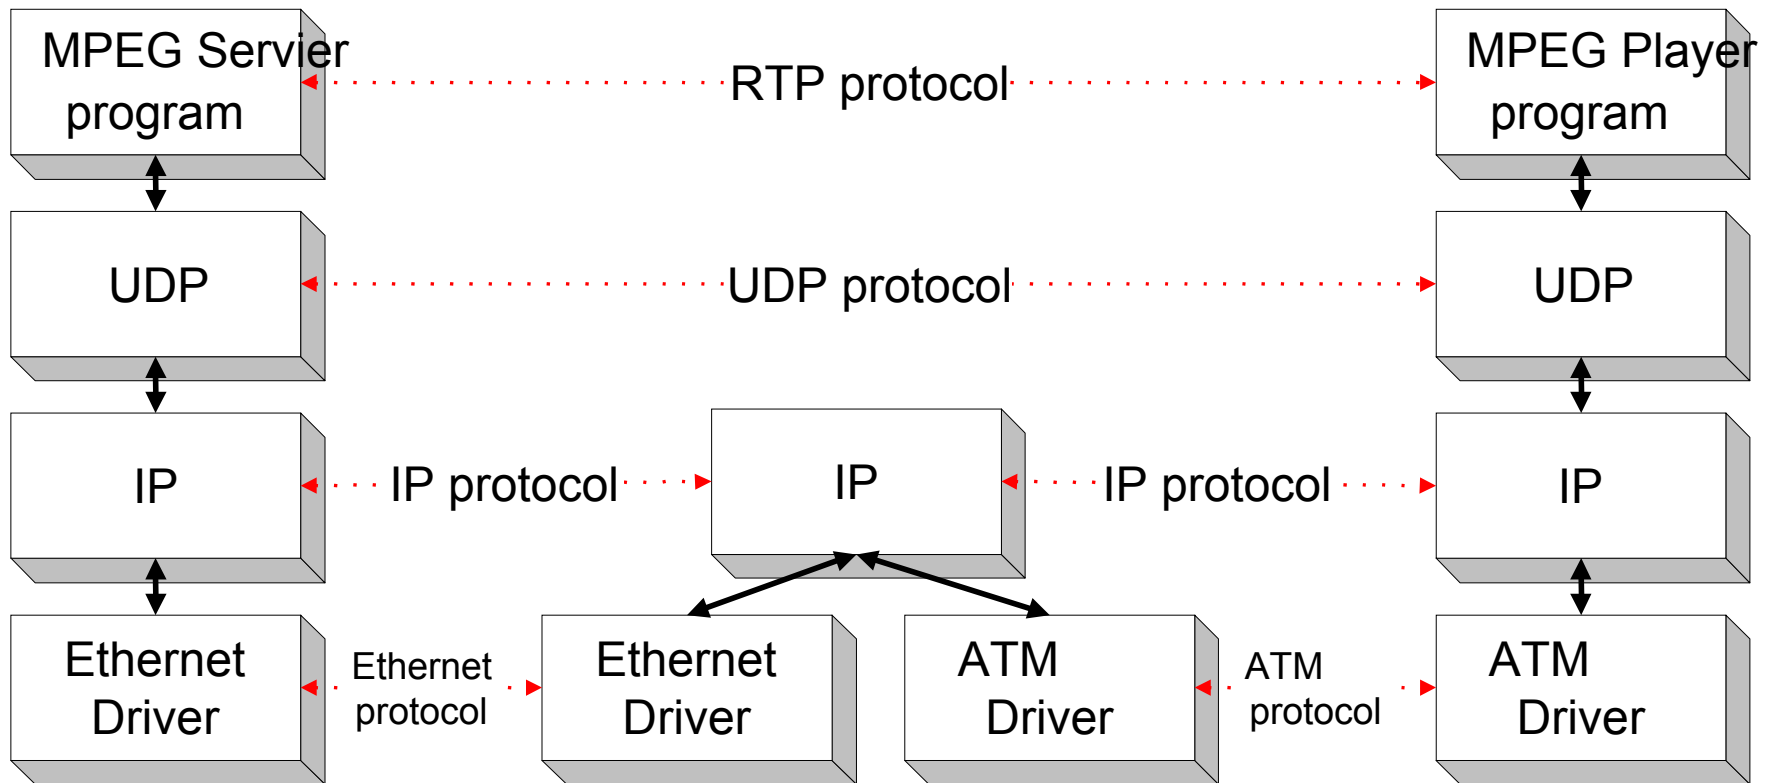 MPEG Servier
program
RTP protocol
MPEG Player
program
UDP
UDP protocol
UDP
IP
IP protocol
IP
IP protocol
IP
Ethernet
Driver
Ethernet
protocol
Ethernet
Driver
ATM
Driver
ATM
protocol
ATM
Driver